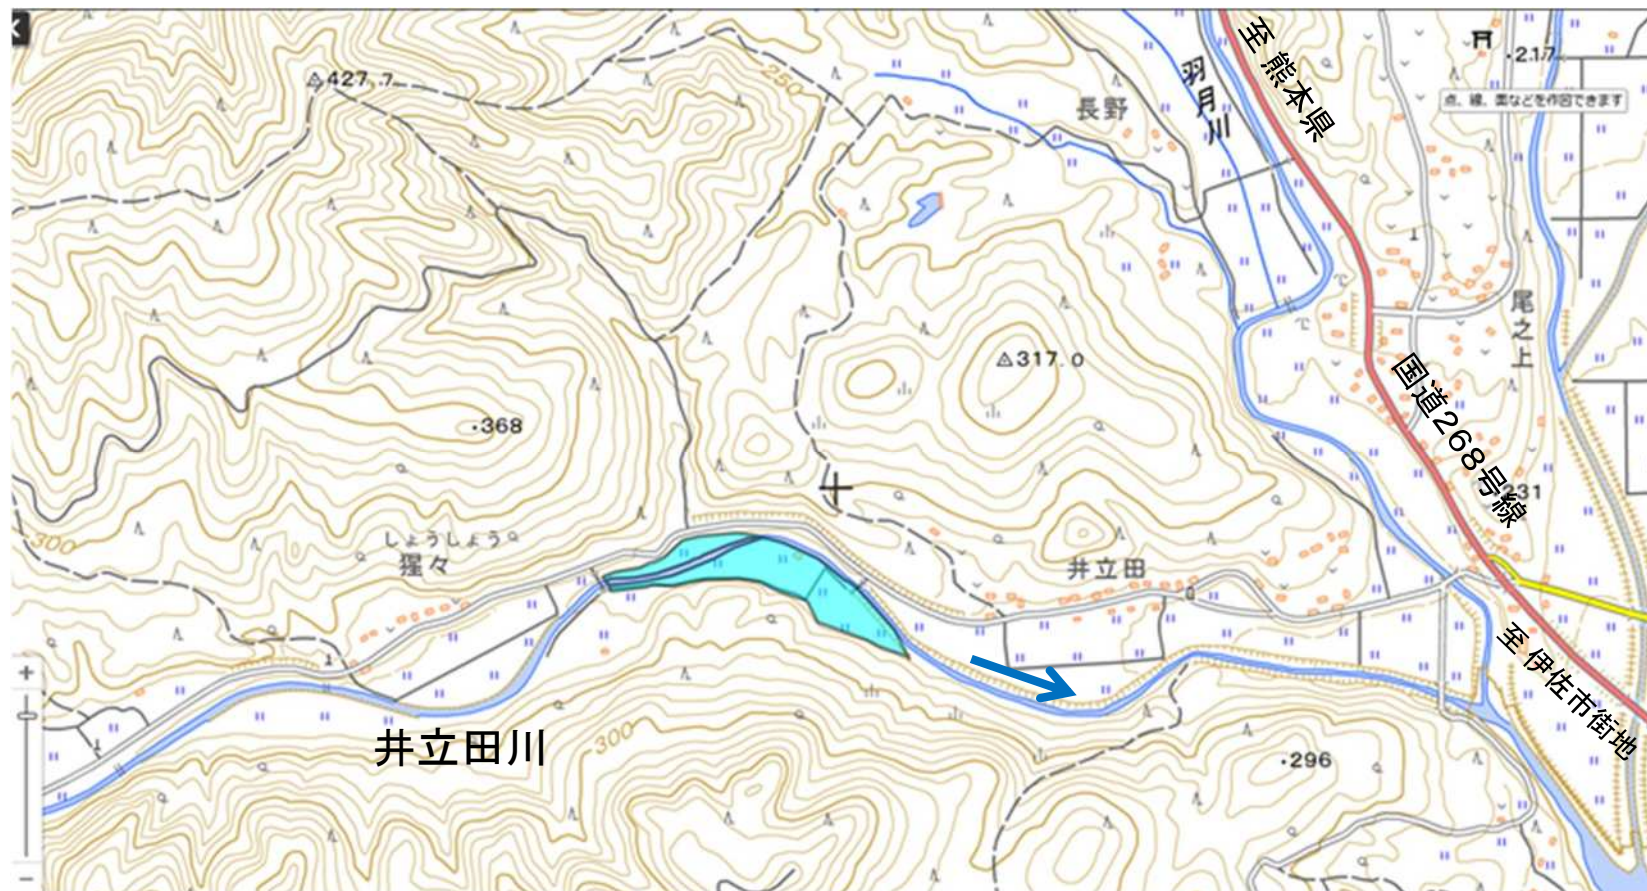 至 熊本県
217
427.7
250
点、線、面などを作図できます
長野
羽月川
尾之上
317.0
国道268号線
368
231
300
しょうしょう
猩々
井立田
至 伊佐市街地
井立田川
300
296
+
−